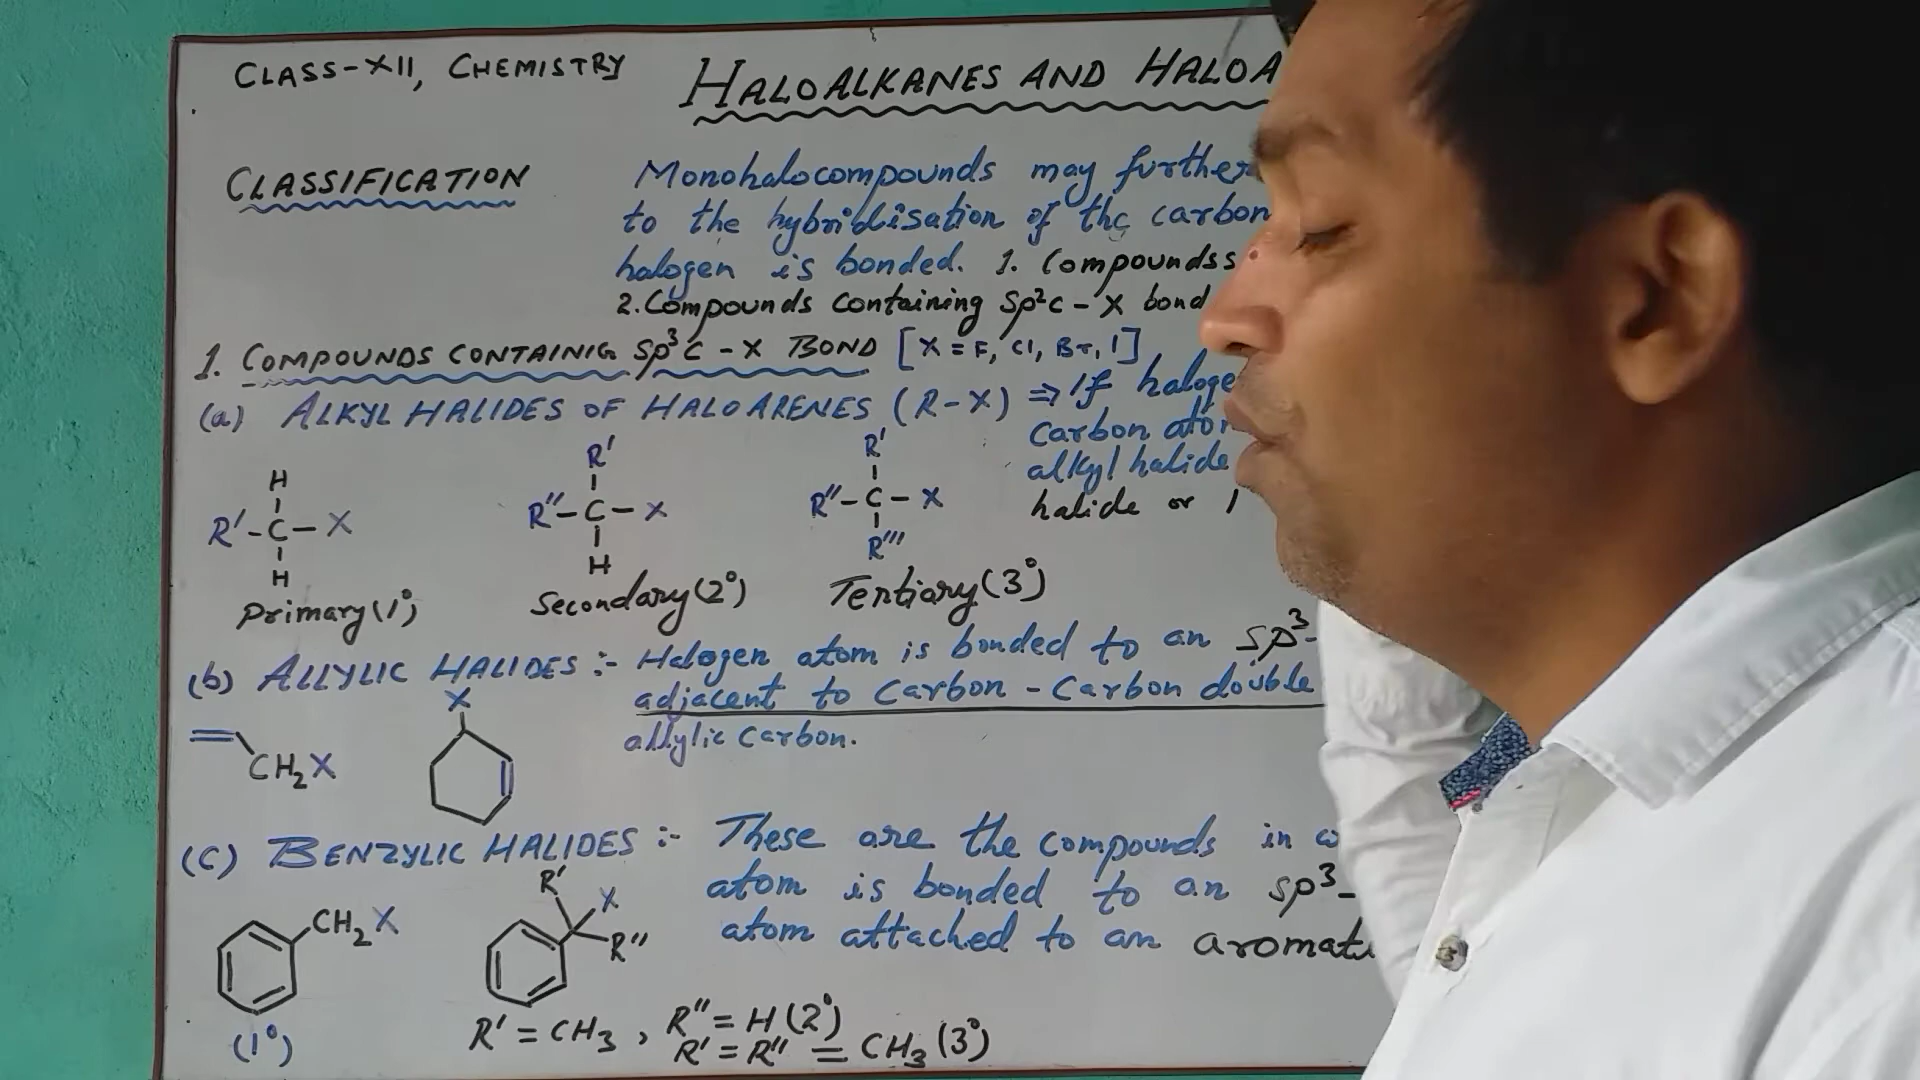 CLASS-XII, CHEMISTRY
HALOALKANES AND HALOA
CLASSIFICATION
Monohalocompounds may further
to the hybridisation of the carbon
halogen is bonded. 1. Compounds s
2. Compounds containing Sp²c - X bond
1. COMPOUNDS CONTAINIG Sp³C - X BOND [X = F, Cl, Br, I]
(a) ALKYL HALIDES OF HALOARENES (R-X) ⇒ If haloge
carbon ato
alkyl halide
halide or 1
H
R' - C - X
H
Primary (1°)
R'
R'' - C - X
H
Secondary (2°)
R'
R'' - C - X
R'''
Tertiary (3°)
(b) ALLYLIC HALIDES :- Halogen atom is bonded to an SP³-
adjacent to Carbon - Carbon double
allylic carbon.
CH₂X
X
(C) BENZYLIC HALIDES :- These are the compounds in w
atom is bonded to an sp³-
atom attached to an aromati
CH₂X
(1°)
R'
X
R''
R' = CH₃, R'' = H (2°)
R' = R'' = CH₃ (3°)